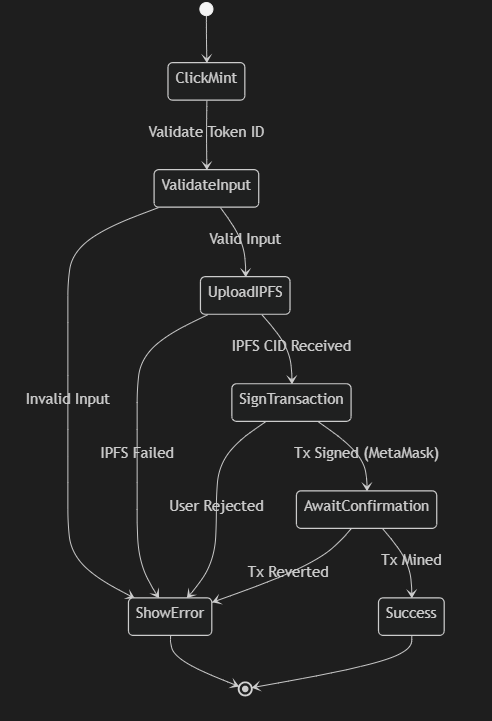 ClickMint
Validate Token ID
ValidateInput
Valid Input
UploadIPFS
IPFS CID Received
Invalid Input
SignTransaction
IPFS Failed
Tx Signed (MetaMask)
User Rejected
AwaitConfirmation
Tx Reverted
Tx Mined
ShowError
Success